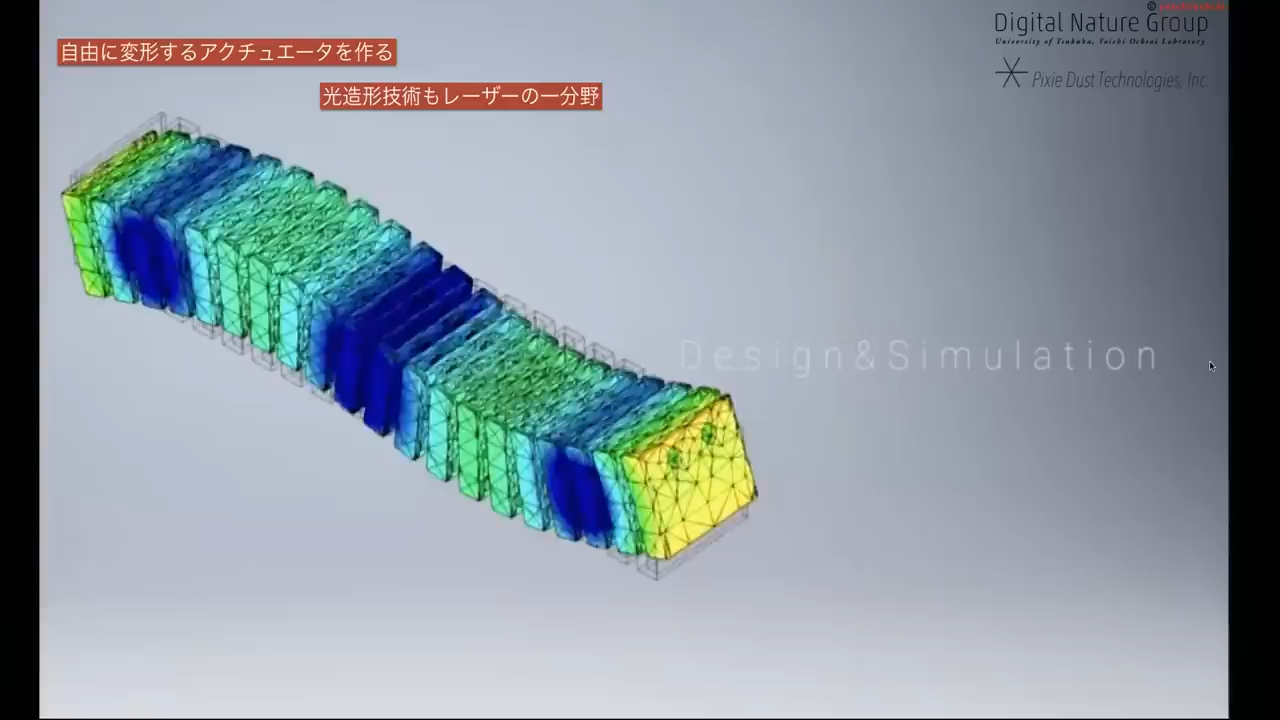 Digital Nature Group
University of Tsukuba, Yoichi Ochiai Laboratory
自由に変形するアクチュエータを作る
Pixie Dust Technologies, Inc.
光造形技術もレーザーの一分野
Design&Simulation